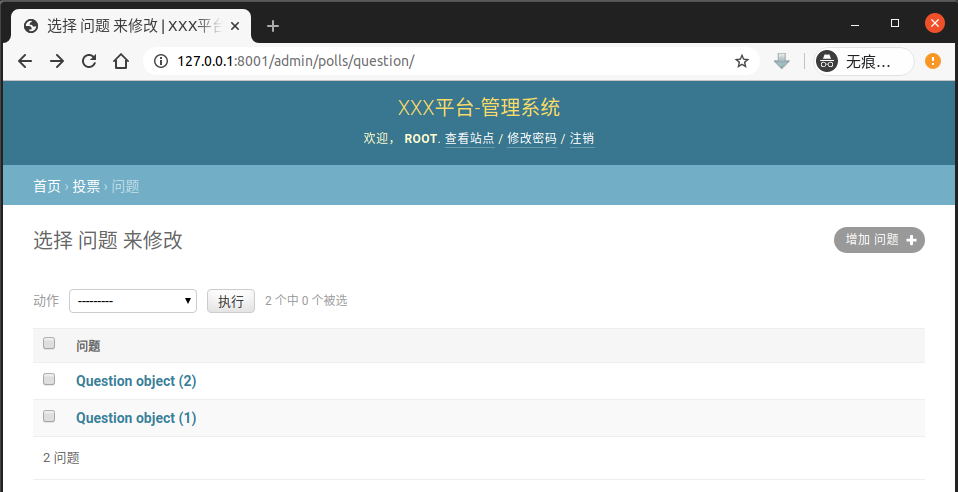 选择 问题 来修改 | XXX平台
127.0.0.1:8001/admin/polls/question/
无痕...
XXX平台-管理系统
欢迎， ROOT. 查看站点 / 修改密码 / 注销
首页 › 投票 › 问题
选择 问题 来修改
增加 问题
动作 --------- 执行 2 个中 0 个被选
问题
Question object (2)
Question object (1)
2 问题